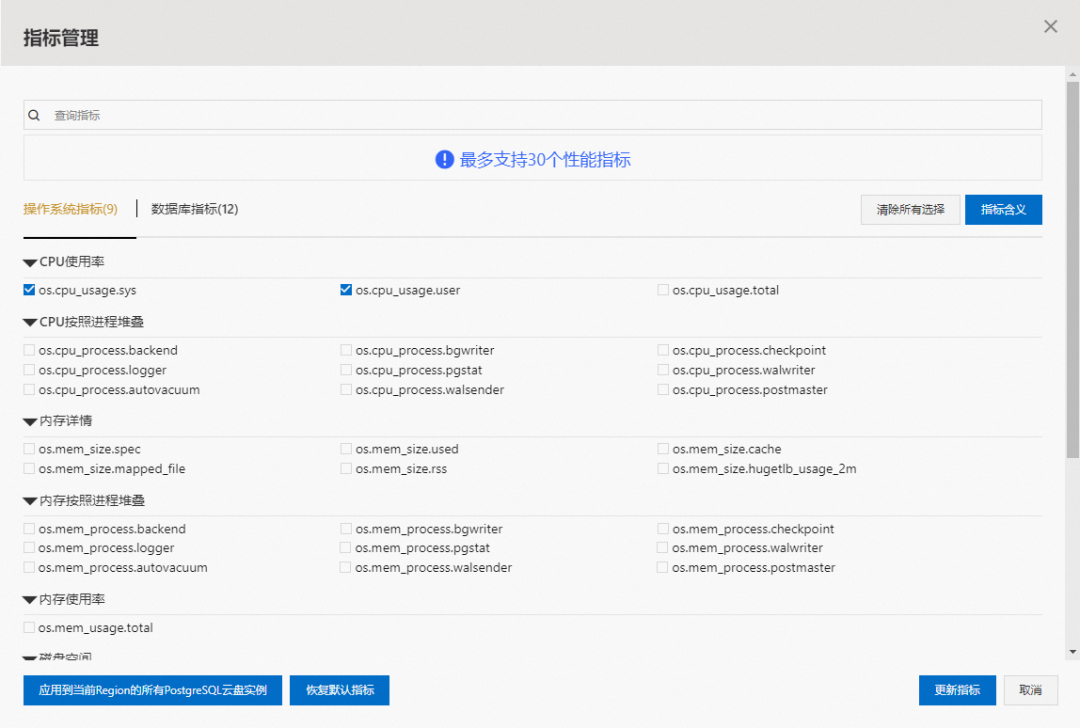 指标管理
查询指标
最多支持30个性能指标
操作系统指标(9) 数据库指标(12) 清除所有选择 指标含义
CPU使用率
os.cpu_usage.sys os.cpu_usage.user os.cpu_usage.total
CPU按照进程堆叠
os.cpu_process.backend os.cpu_process.bgwriter os.cpu_process.checkpoint
os.cpu_process.logger os.cpu_process.pgstat os.cpu_process.walwriter
os.cpu_process.autovacuum os.cpu_process.walsender os.cpu_process.postmaster
内存详情
os.mem_size.spec os.mem_size.used os.mem_size.cache
os.mem_size.mapped_file os.mem_size.rss os.mem_size.hugetlb_usage_2m
内存按照进程堆叠
os.mem_process.backend os.mem_process.bgwriter os.mem_process.checkpoint
os.mem_process.logger os.mem_process.pgstat os.mem_process.walwriter
os.mem_process.autovacuum os.mem_process.walsender os.mem_process.postmaster
内存使用率
os.mem_usage.total
磁盘空间
应用到当前Region的所有PostgreSQL云盘实例 恢复默认指标 更新指标 取消